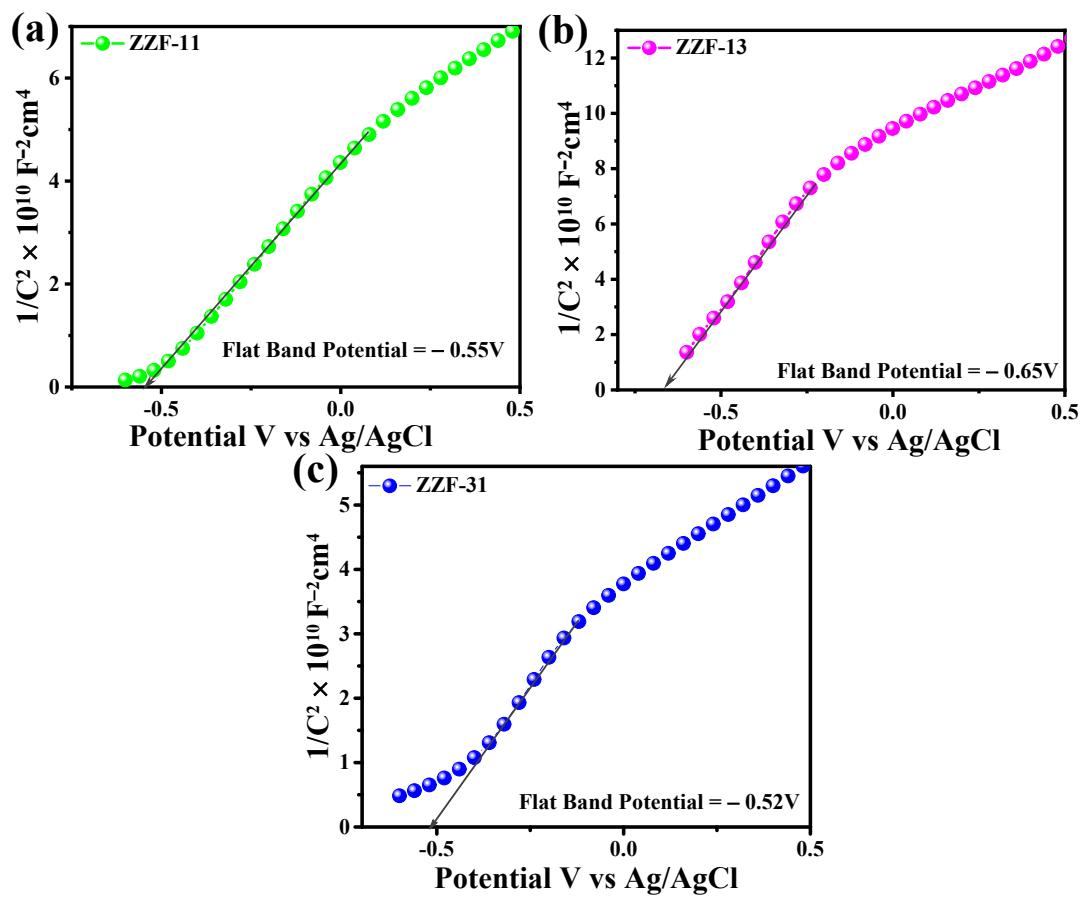 (a)
ZZF-11
6
4
2
0
1/C² × 10¹⁰ F⁻²cm⁴
Flat Band Potential = − 0.55V
-0.5 0.0 0.5
Potential V vs Ag/AgCl
(b)
ZZF-13
12
10
8
6
4
2
0
1/C² × 10¹⁰ F⁻²cm⁴
Flat Band Potential = − 0.65V
-0.5 0.0 0.5
Potential V vs Ag/AgCl
(c)
ZZF-31
5
4
3
2
1
0
1/C² × 10¹⁰ F⁻²cm⁴
Flat Band Potential = − 0.52V
-0.5 0.0 0.5
Potential V vs Ag/AgCl